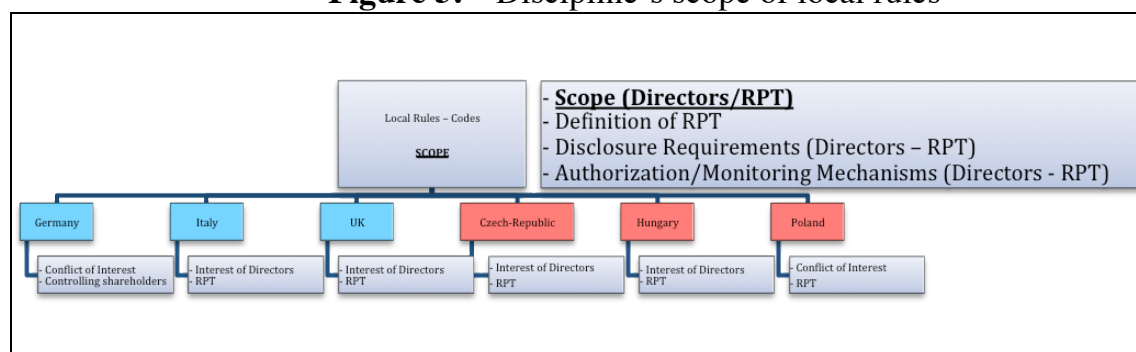 Figure 3. Discipline's scope of local rules
Local Rules – Codes
SCOPE
- Scope (Directors/RPT)
- Definition of RPT
- Disclosure Requirements (Directors – RPT)
- Authorization/Monitoring Mechanisms (Directors - RPT)
Germany
Italy
UK
Czech-Republic
Hungary
Poland
- Conflict of Interest
- Controlling shareholders
- Interest of Directors
- RPT
- Interest of Directors
- RPT
- Interest of Directors
- RPT
- Interest of Directors
- RPT
- Conflict of Interest
- RPT